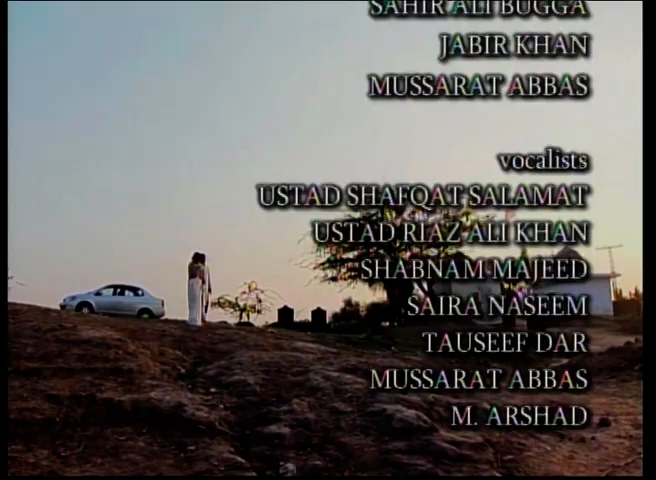 SAHIR ALI BUGGA
JABIR KHAN
MUSSARAT ABBAS
vocalists
USTAD SHAFQAT SALAMAT
USTAD RIAZ ALI KHAN
SHABNAM MAJEED
SAIRA NASEEM
TAUSEEF DAR
MUSSARAT ABBAS
M. ARSHAD